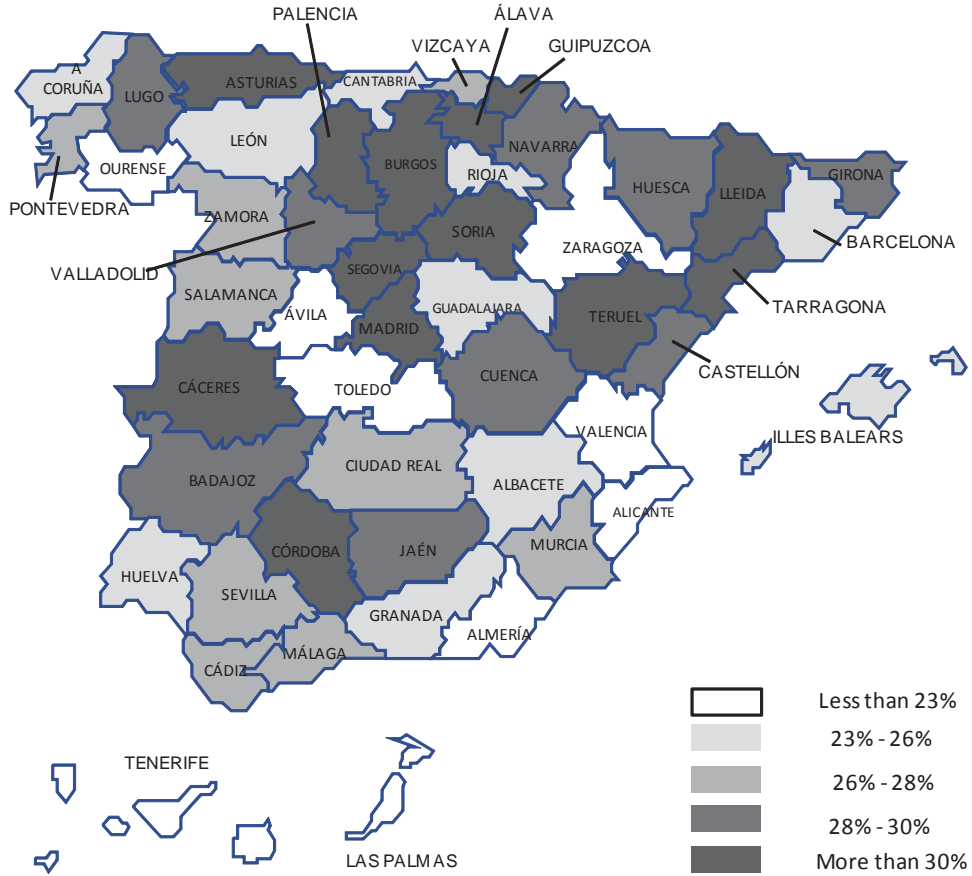 PALENCIA
ÁLAVA
VIZCAYA
GUIPUZCOA
A
CORUÑA
LUGO
ASTURIAS
CANTABRIA
LEÓN
BURGOS
NAVARRA
RIOJA
OURENSE
HUESCA
LLEIDA
GIRONA
PONTEVEDRA
ZAMORA
SORIA
ZARAGOZA
BARCELONA
VALLADOLID
SEGOVIA
SALAMANCA
ÁVILA
MADRID
GUADALAJARA
TERUEL
TARRAGONA
CÁCERES
TOLEDO
CUENCA
CASTELLÓN
VALENCIA
ILLES BALEARS
BADAJOZ
CIUDAD REAL
ALBACETE
ALICANTE
CÓRDOBA
JAÉN
MURCIA
HUELVA
SEVILLA
GRANADA
ALMERÍA
CÁDIZ
MÁLAGA
TENERIFE
LAS PALMAS
Less than 23%
23% - 26%
26% - 28%
28% - 30%
More than 30%